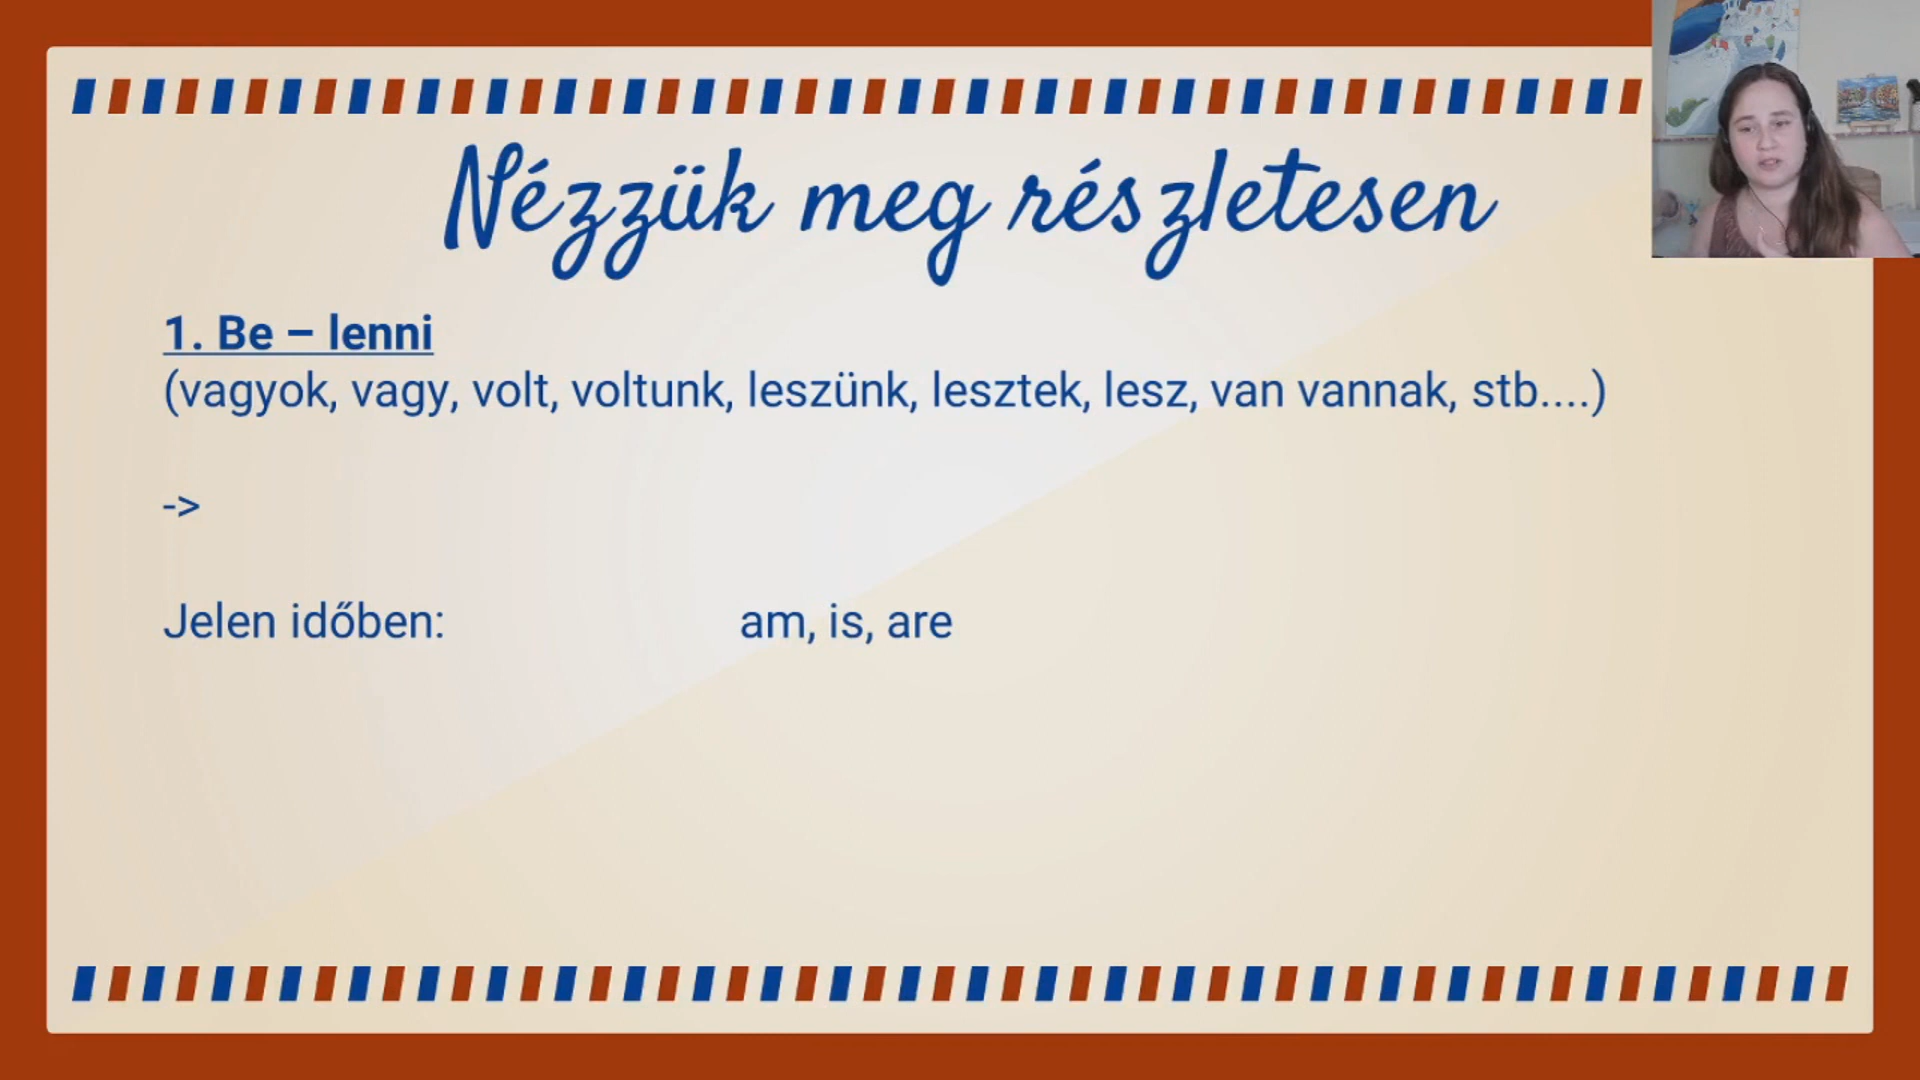 Nézzük meg részletesen
1. Be – lenni
(vagyok, vagy, volt, voltunk, leszünk, lesztek, lesz, van vannak, stb....)
->
Jelen időben: am, is, are